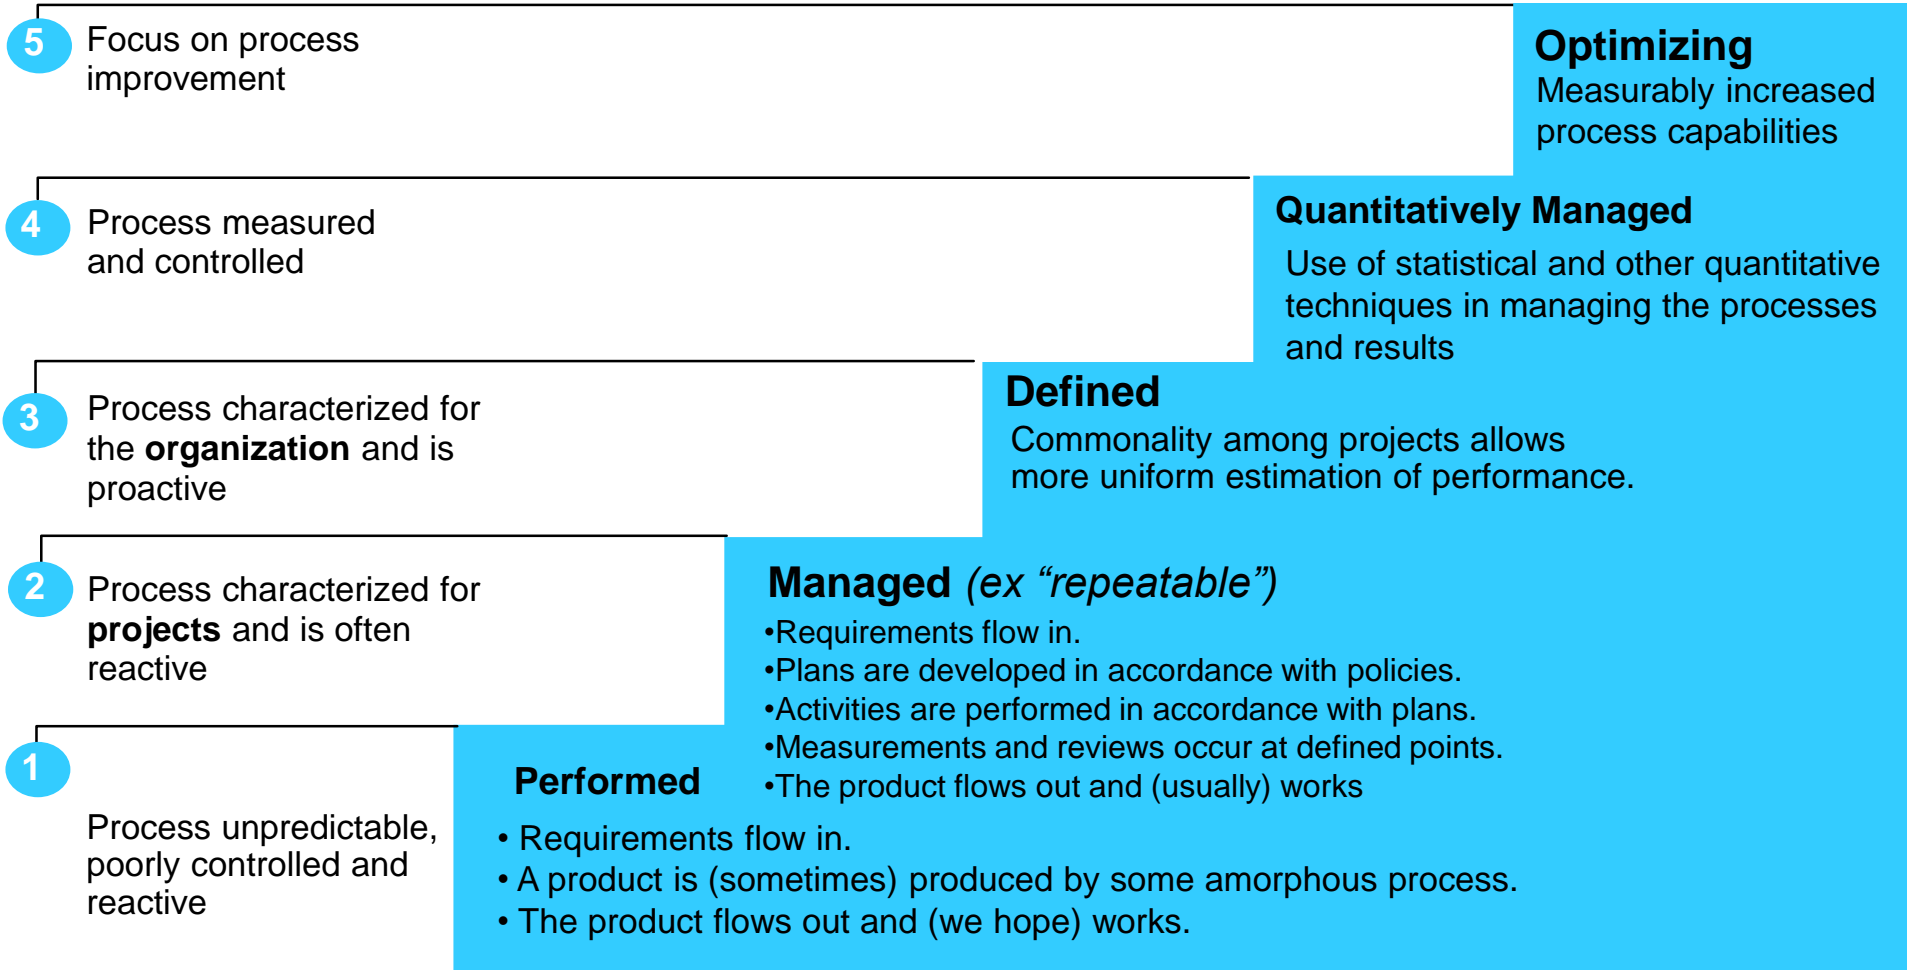 5
Focus on process
improvement
Optimizing
Measurably increased
process capabilities
4
Process measured
and controlled
Quantitatively Managed
Use of statistical and other quantitative
techniques in managing the processes
and results
3
Process characterized for
the organization and is
proactive
Defined
Commonality among projects allows
more uniform estimation of performance.
2
Process characterized for
projects and is often
reactive
Managed (ex “repeatable”)
•Requirements flow in.
•Plans are developed in accordance with policies.
•Activities are performed in accordance with plans.
•Measurements and reviews occur at defined points.
•The product flows out and (usually) works
1
Process unpredictable,
poorly controlled and
reactive
Performed
• Requirements flow in.
• A product is (sometimes) produced by some amorphous process.
• The product flows out and (we hope) works.